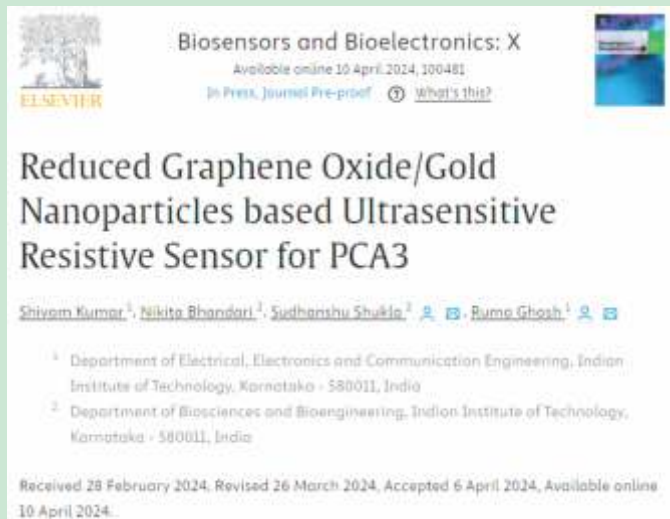 ELSEVIER
Biosensors and Bioelectronics: X
Available online 10 April 2024, 100481
In Press, Journal Pre-proof ? What's this?
Reduced Graphene Oxide/Gold
Nanoparticles based Ultrasensitive
Resistive Sensor for PCA3
Shivam Kumar 1, Nikita Bhandari 2, Sudhanshu Shukla 2, Ruma Ghosh 1
1 Department of Electrical, Electronics and Communication Engineering, Indian
Institute of Technology, Karnataka - 580011, India
2 Department of Biosciences and Bioengineering, Indian Institute of Technology,
Karnataka - 580011, India
Received 28 February 2024, Revised 26 March 2024, Accepted 6 April 2024, Available online
10 April 2024.